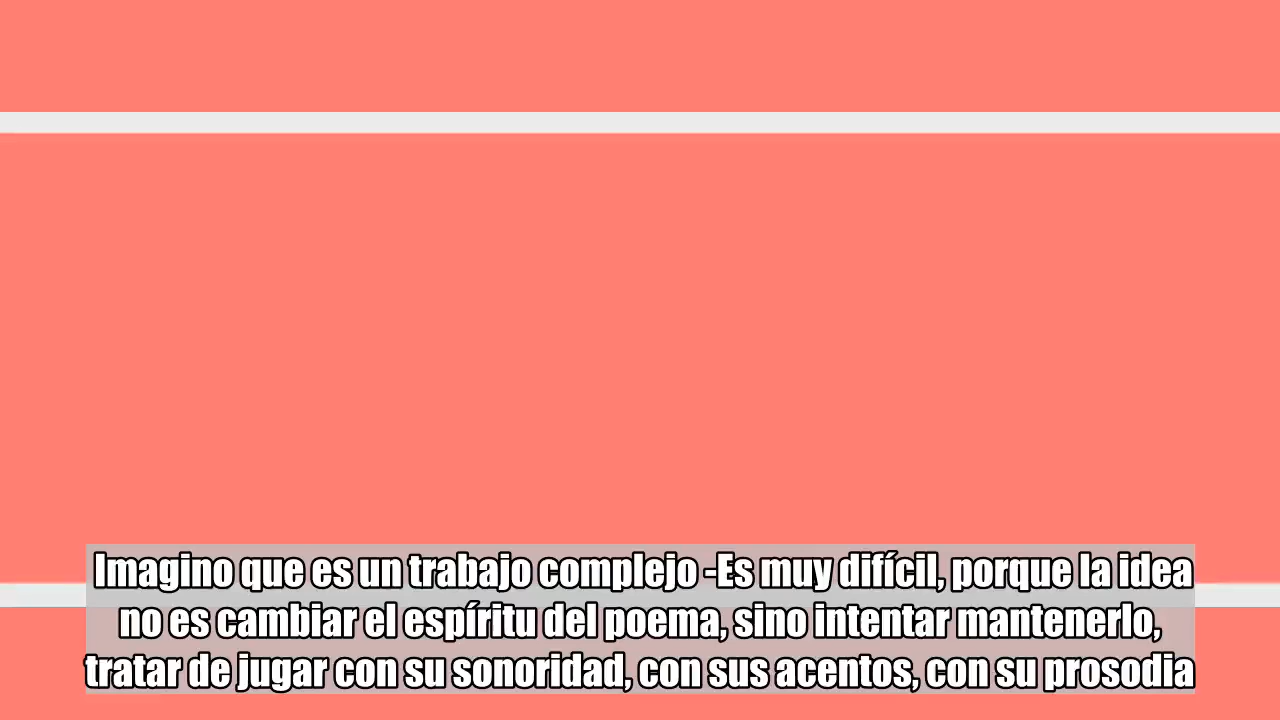 Imagino que es un trabajo complejo -Es muy difícil, porque la idea
no es cambiar el espíritu del poema, sino intentar mantenerlo,
tratar de jugar con su sonoridad, con sus acentos, con su prosodia